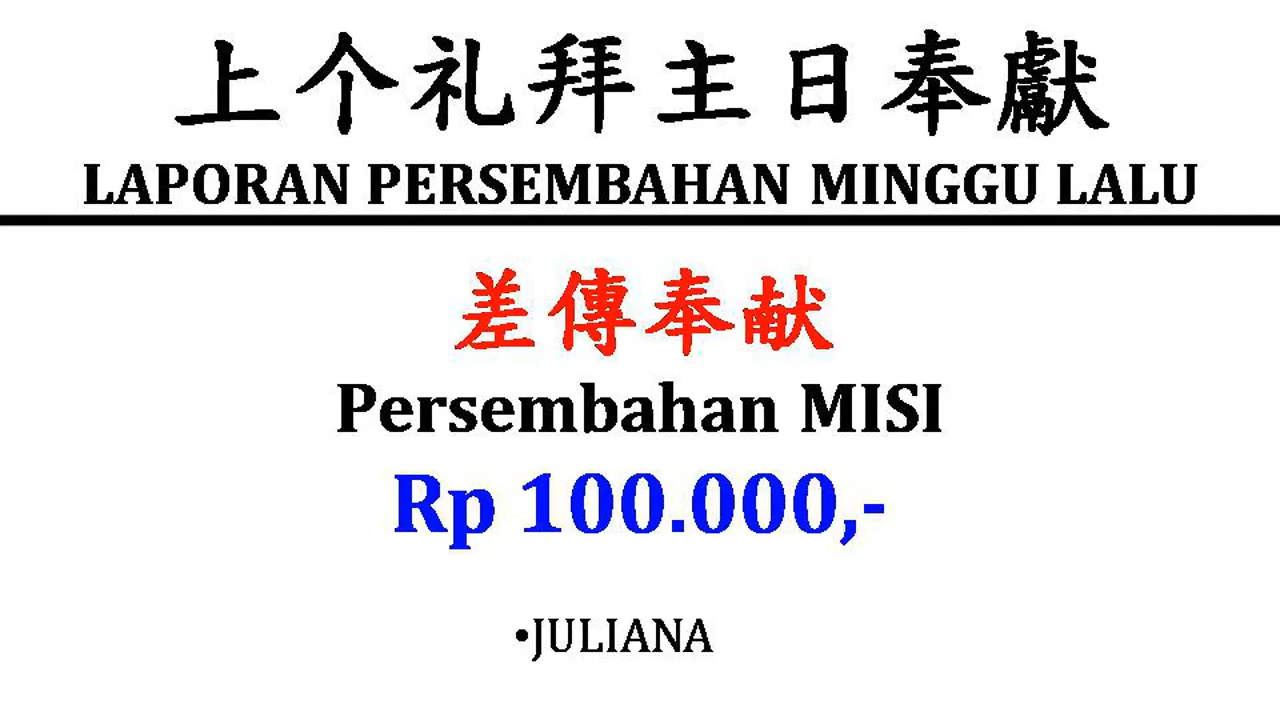 上个礼拜主日奉獻
LAPORAN PERSEMBAHAN MINGGU LALU
差傳奉献
Persembahan MISI
Rp 100.000,-
•JULIANA